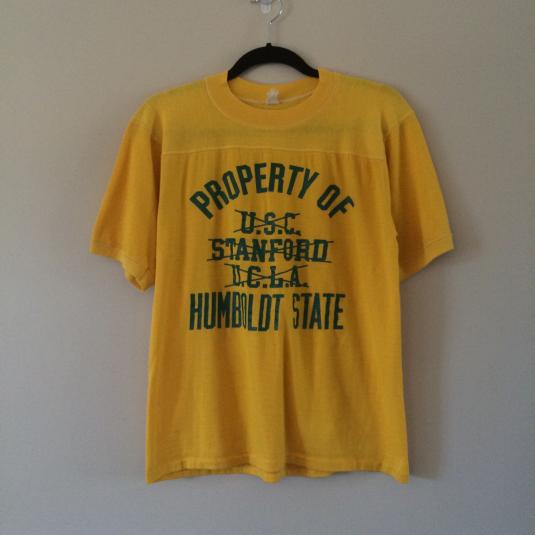 PROPERTY OF
U.S.C.
STANFORD
U.C.L.A.
HUMBOLDT STATE